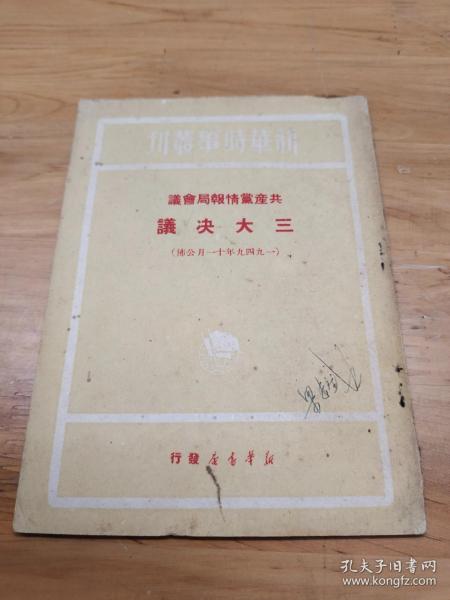 新華時事叢刊
共産黨情報局會議
三大決議
(一九四九年十一月公佈)
新華書店發行
孔夫子旧书网
www.kongfz.com